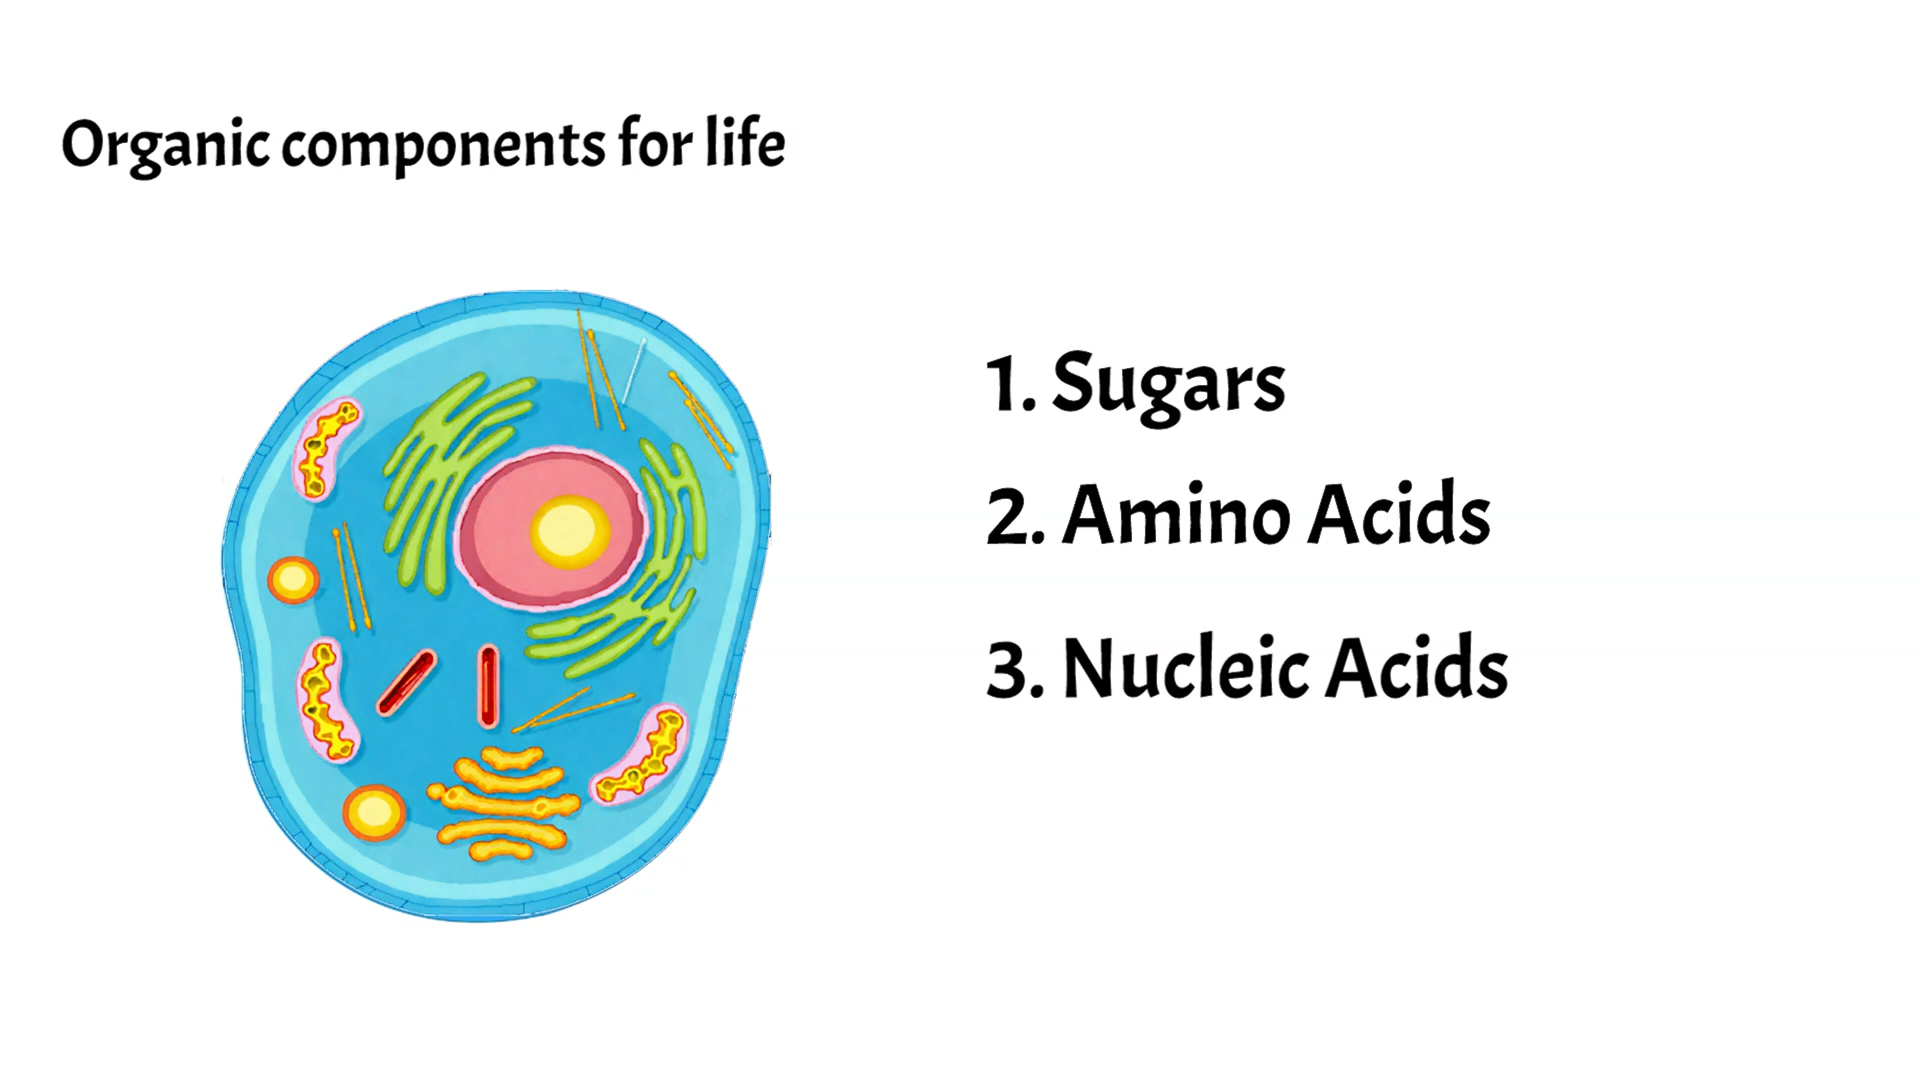 Organic components for life
1. Sugars
2. Amino Acids
3. Nucleic Acids